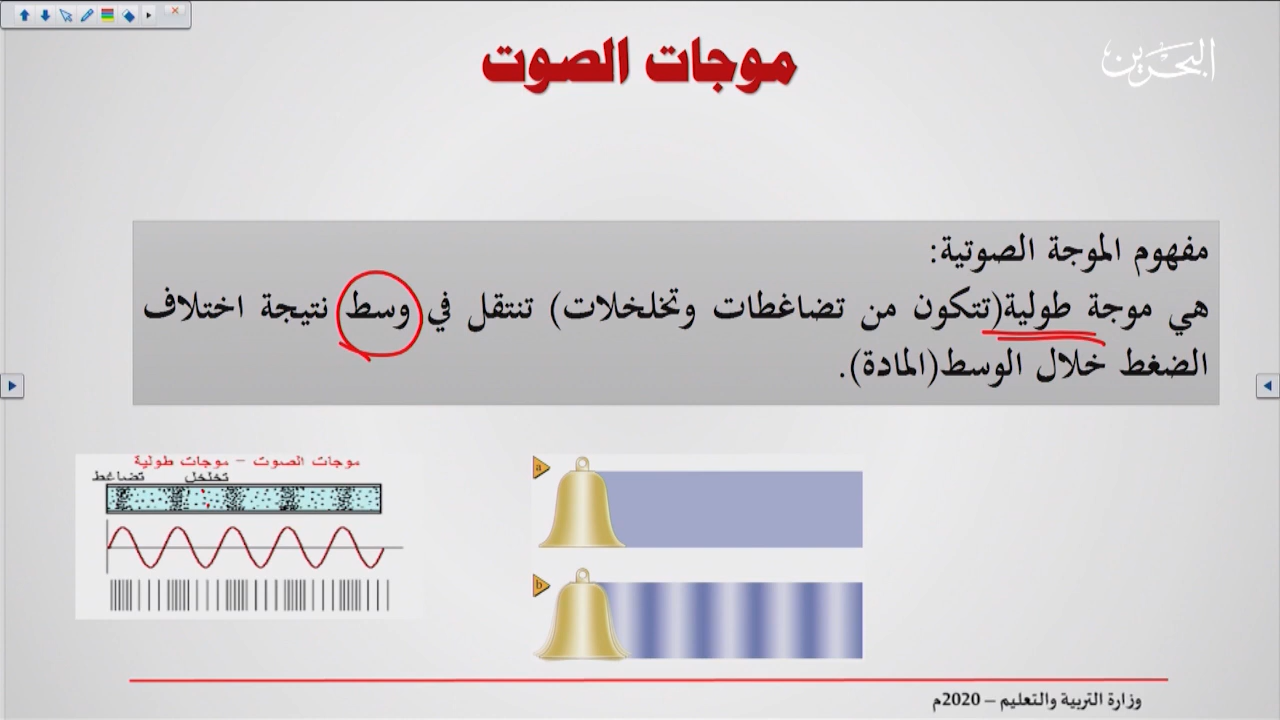 موجات الصوت
البحرين
مفهوم الموجة الصوتية:
هي موجة طولية(تتكون من تضاغطات وتخلخلات) تنتقل في وسط نتيجة اختلاف
الضغط خلال الوسط(المادة).
موجات الصوت – موجات طولية
تخلخل تضاغط
a
b
وزارة التربية والتعليم – 2020م